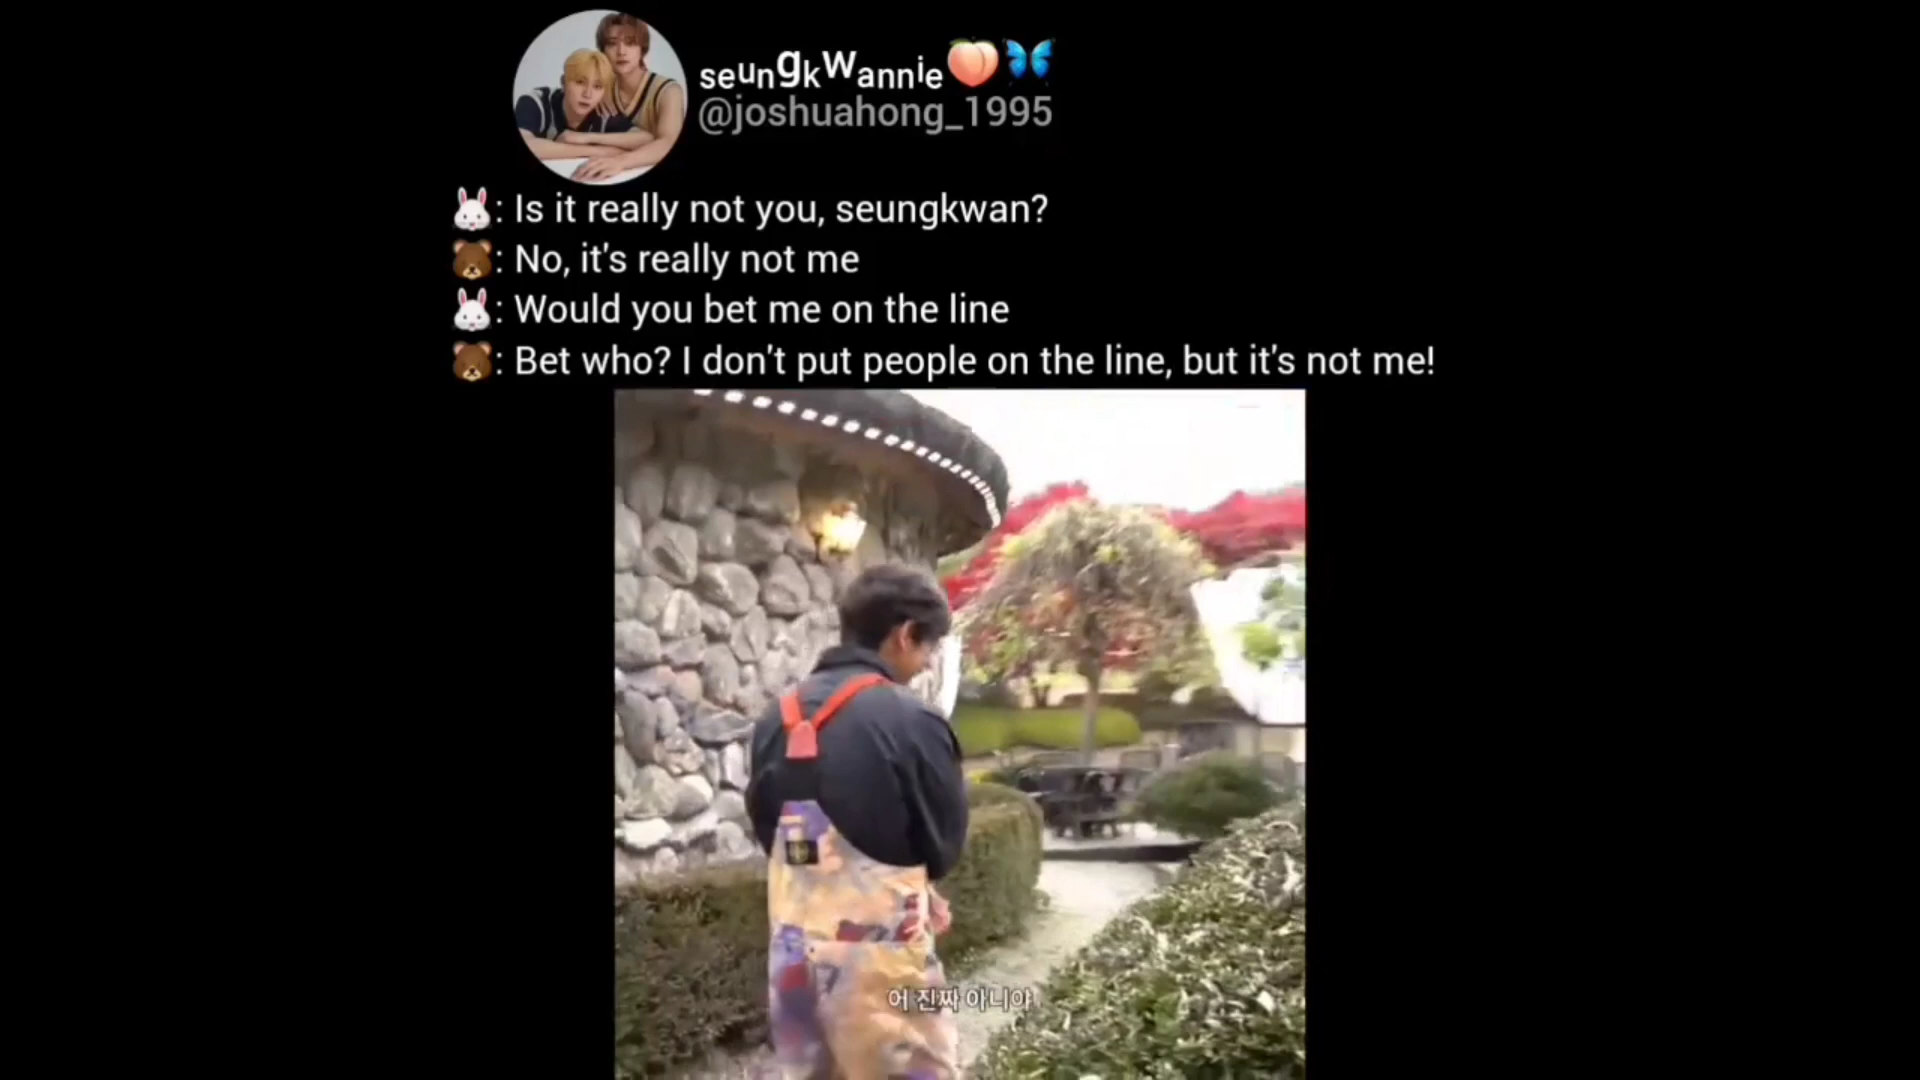 seungkwannie🍑🦋
@joshuahong_1995
🐰: Is it really not you, seungkwan?
🐻: No, it's really not me
🐰: Would you bet me on the line
🐻: Bet who? I don't put people on the line, but it's not me!
어 진짜 아니야